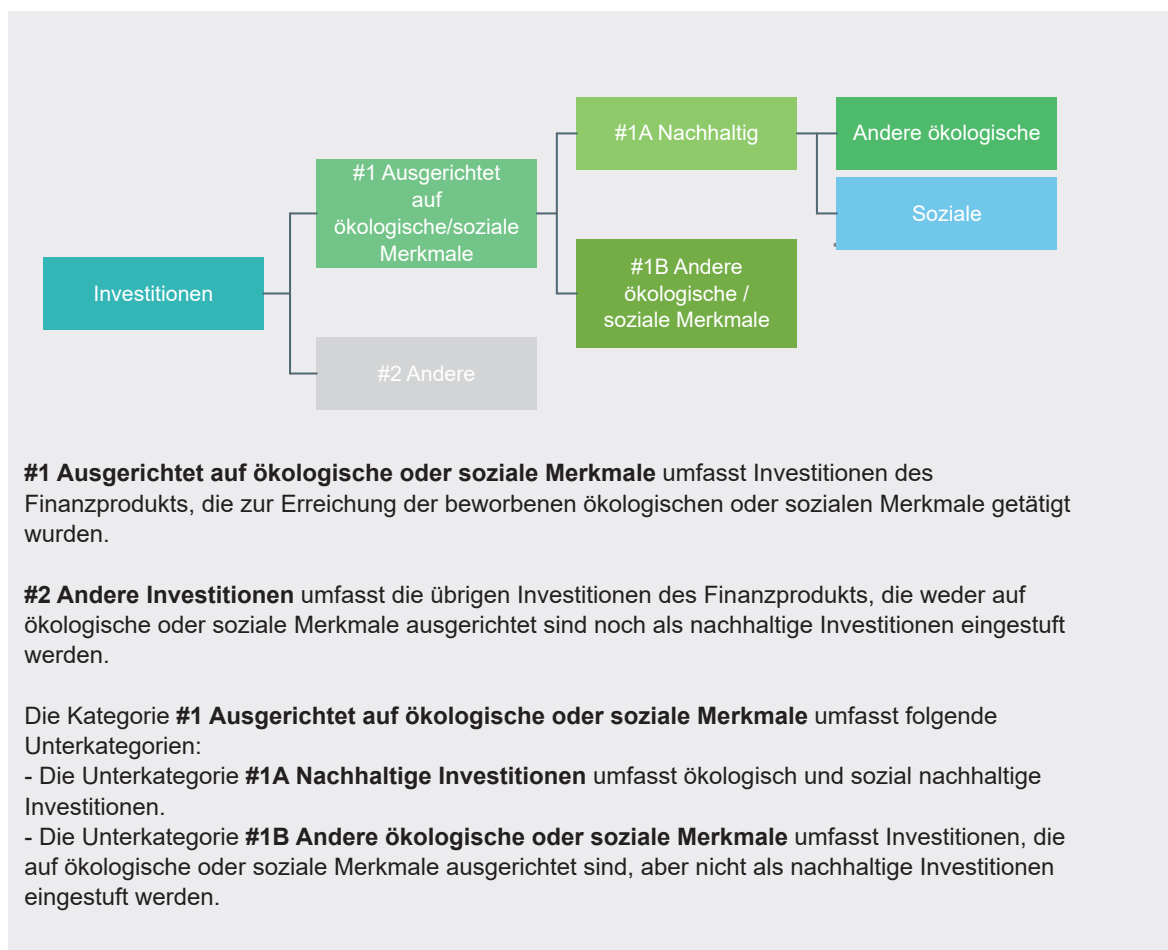 #1A Nachhaltig
Andere ökologische
#1 Ausgerichtet
auf
ökologische/soziale
Merkmale
Soziale
Investitionen
#1B Andere
ökologische /
soziale Merkmale
#2 Andere
#1 Ausgerichtet auf ökologische oder soziale Merkmale umfasst Investitionen des
Finanzprodukts, die zur Erreichung der beworbenen ökologischen oder sozialen Merkmale getätigt
wurden.
#2 Andere Investitionen umfasst die übrigen Investitionen des Finanzprodukts, die weder auf
ökologische oder soziale Merkmale ausgerichtet sind noch als nachhaltige Investitionen eingestuft
werden.
Die Kategorie #1 Ausgerichtet auf ökologische oder soziale Merkmale umfasst folgende
Unterkategorien:
- Die Unterkategorie #1A Nachhaltige Investitionen umfasst ökologisch und sozial nachhaltige
Investitionen.
- Die Unterkategorie #1B Andere ökologische oder soziale Merkmale umfasst Investitionen, die
auf ökologische oder soziale Merkmale ausgerichtet sind, aber nicht als nachhaltige Investitionen
eingestuft werden.